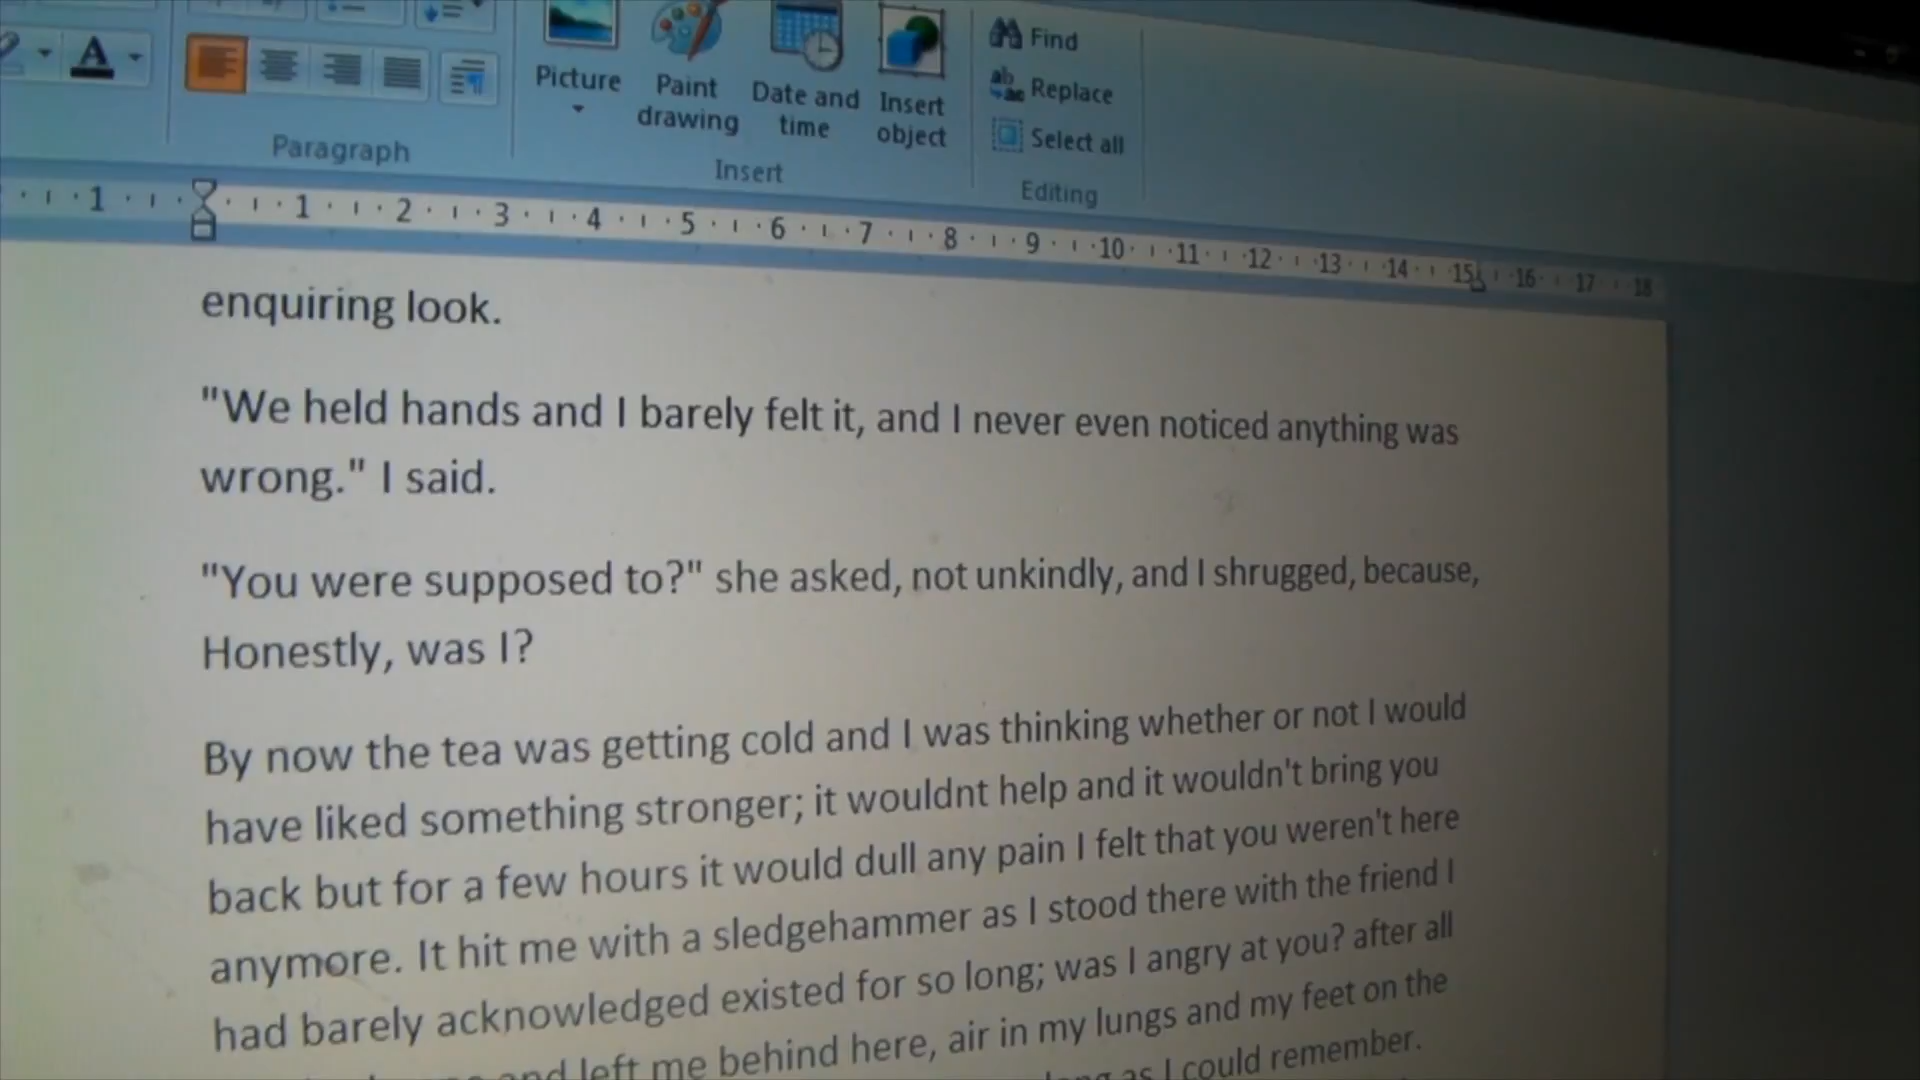 Find
Replace
Select all
Picture
Paint drawing
Date and time
Insert object
Paragraph
Insert
Editing
1 1 2 3 4 5 6 7 8 9 10 11 12 13 14 15 16 17 18
enquiring look.
"We held hands and I barely felt it, and I never even noticed anything was
wrong." I said.
"You were supposed to?" she asked, not unkindly, and I shrugged, because,
Honestly, was I?
By now the tea was getting cold and I was thinking whether or not I would
have liked something stronger; it wouldnt help and it wouldn't bring you
back but for a few hours it would dull any pain I felt that you weren't here
anymore. It hit me with a sledgehammer as I stood there with the friend I
had barely acknowledged existed for so long; was I angry at you? after all
and left me behind here, air in my lungs and my feet on the
as I could remember.